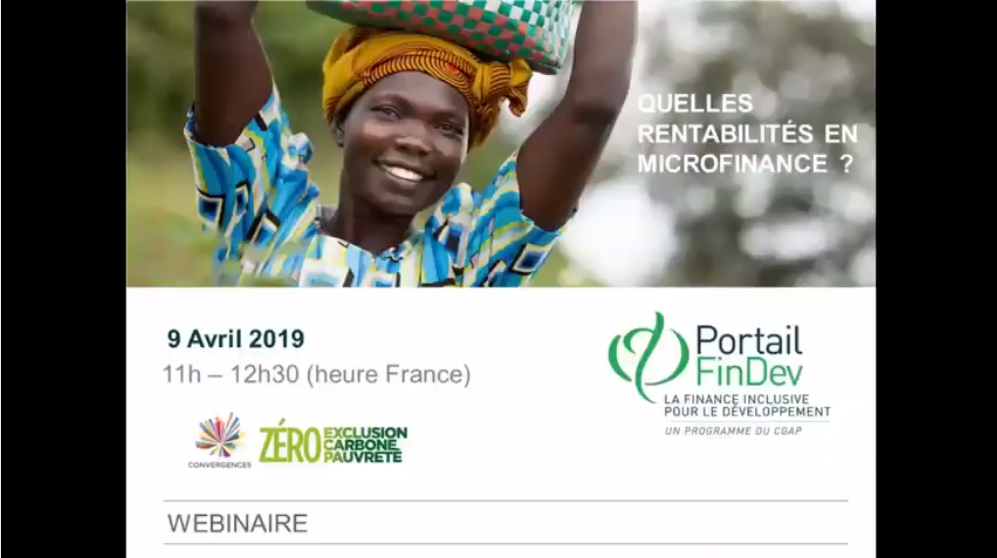 QUELLES
RENTABILITÉS EN
MICROFINANCE ?
9 Avril 2019
11h – 12h30 (heure France)
Portail
FinDev
LA FINANCE INCLUSIVE
POUR LE DÉVELOPPEMENT
UN PROGRAMME DU CGAP
CONVERGENCES
ZÉRO EXCLUSION
CARBONE
PAUVRETÉ
WEBINAIRE